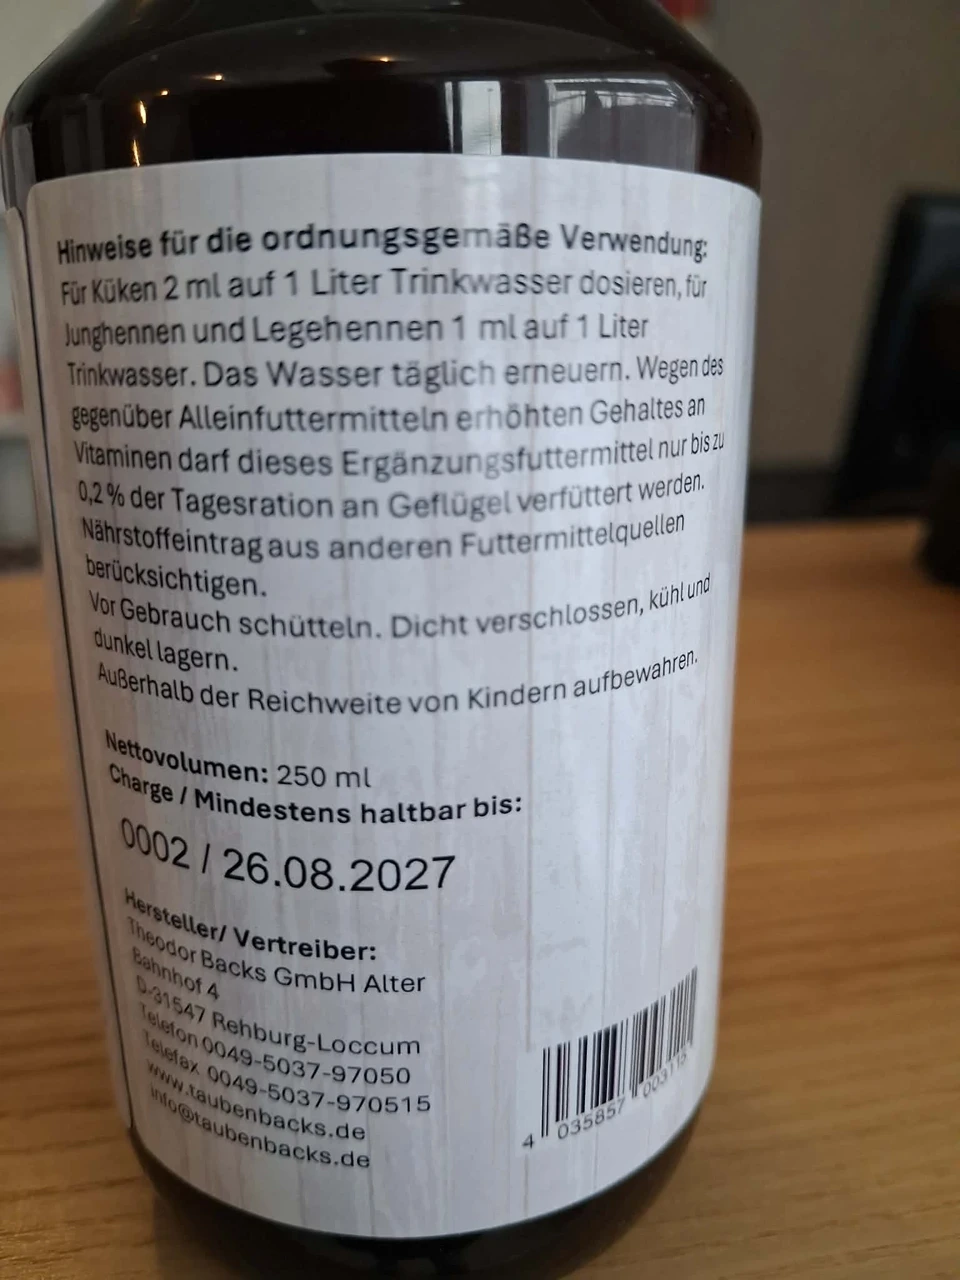 Hinweise für die ordnungsgemäße Verwendung:
Für Küken 2 ml auf 1 Liter Trinkwasser dosieren, für
Junghennen und Legehennen 1 ml auf 1 Liter
Trinkwasser. Das Wasser täglich erneuern. Wegen des
gegenüber Alleinfuttermitteln erhöhten Gehaltes an
Vitaminen darf dieses Ergänzungsfuttermittel nur bis zu
0,2 % der Tagesration an Geflügel verfüttert werden.
Nährstoffeintrag aus anderen Futtermittelquellen
berücksichtigen.
Vor Gebrauch schütteln. Dicht verschlossen, kühl und
dunkel lagern.
Außerhalb der Reichweite von Kindern aufbewahren.
Nettovolumen: 250 ml
Charge / Mindestens haltbar bis:
0002 / 26.08.2027
Hersteller/ Vertreiber:
Theodor Backs GmbH Alter
Bahnhof 4
D-31547 Rehburg-Loccum
Telefon 0049-5037-97050
Telefax 0049-5037-970515
www.taubenbacks.de
info@taubenbacks.de
4 035857